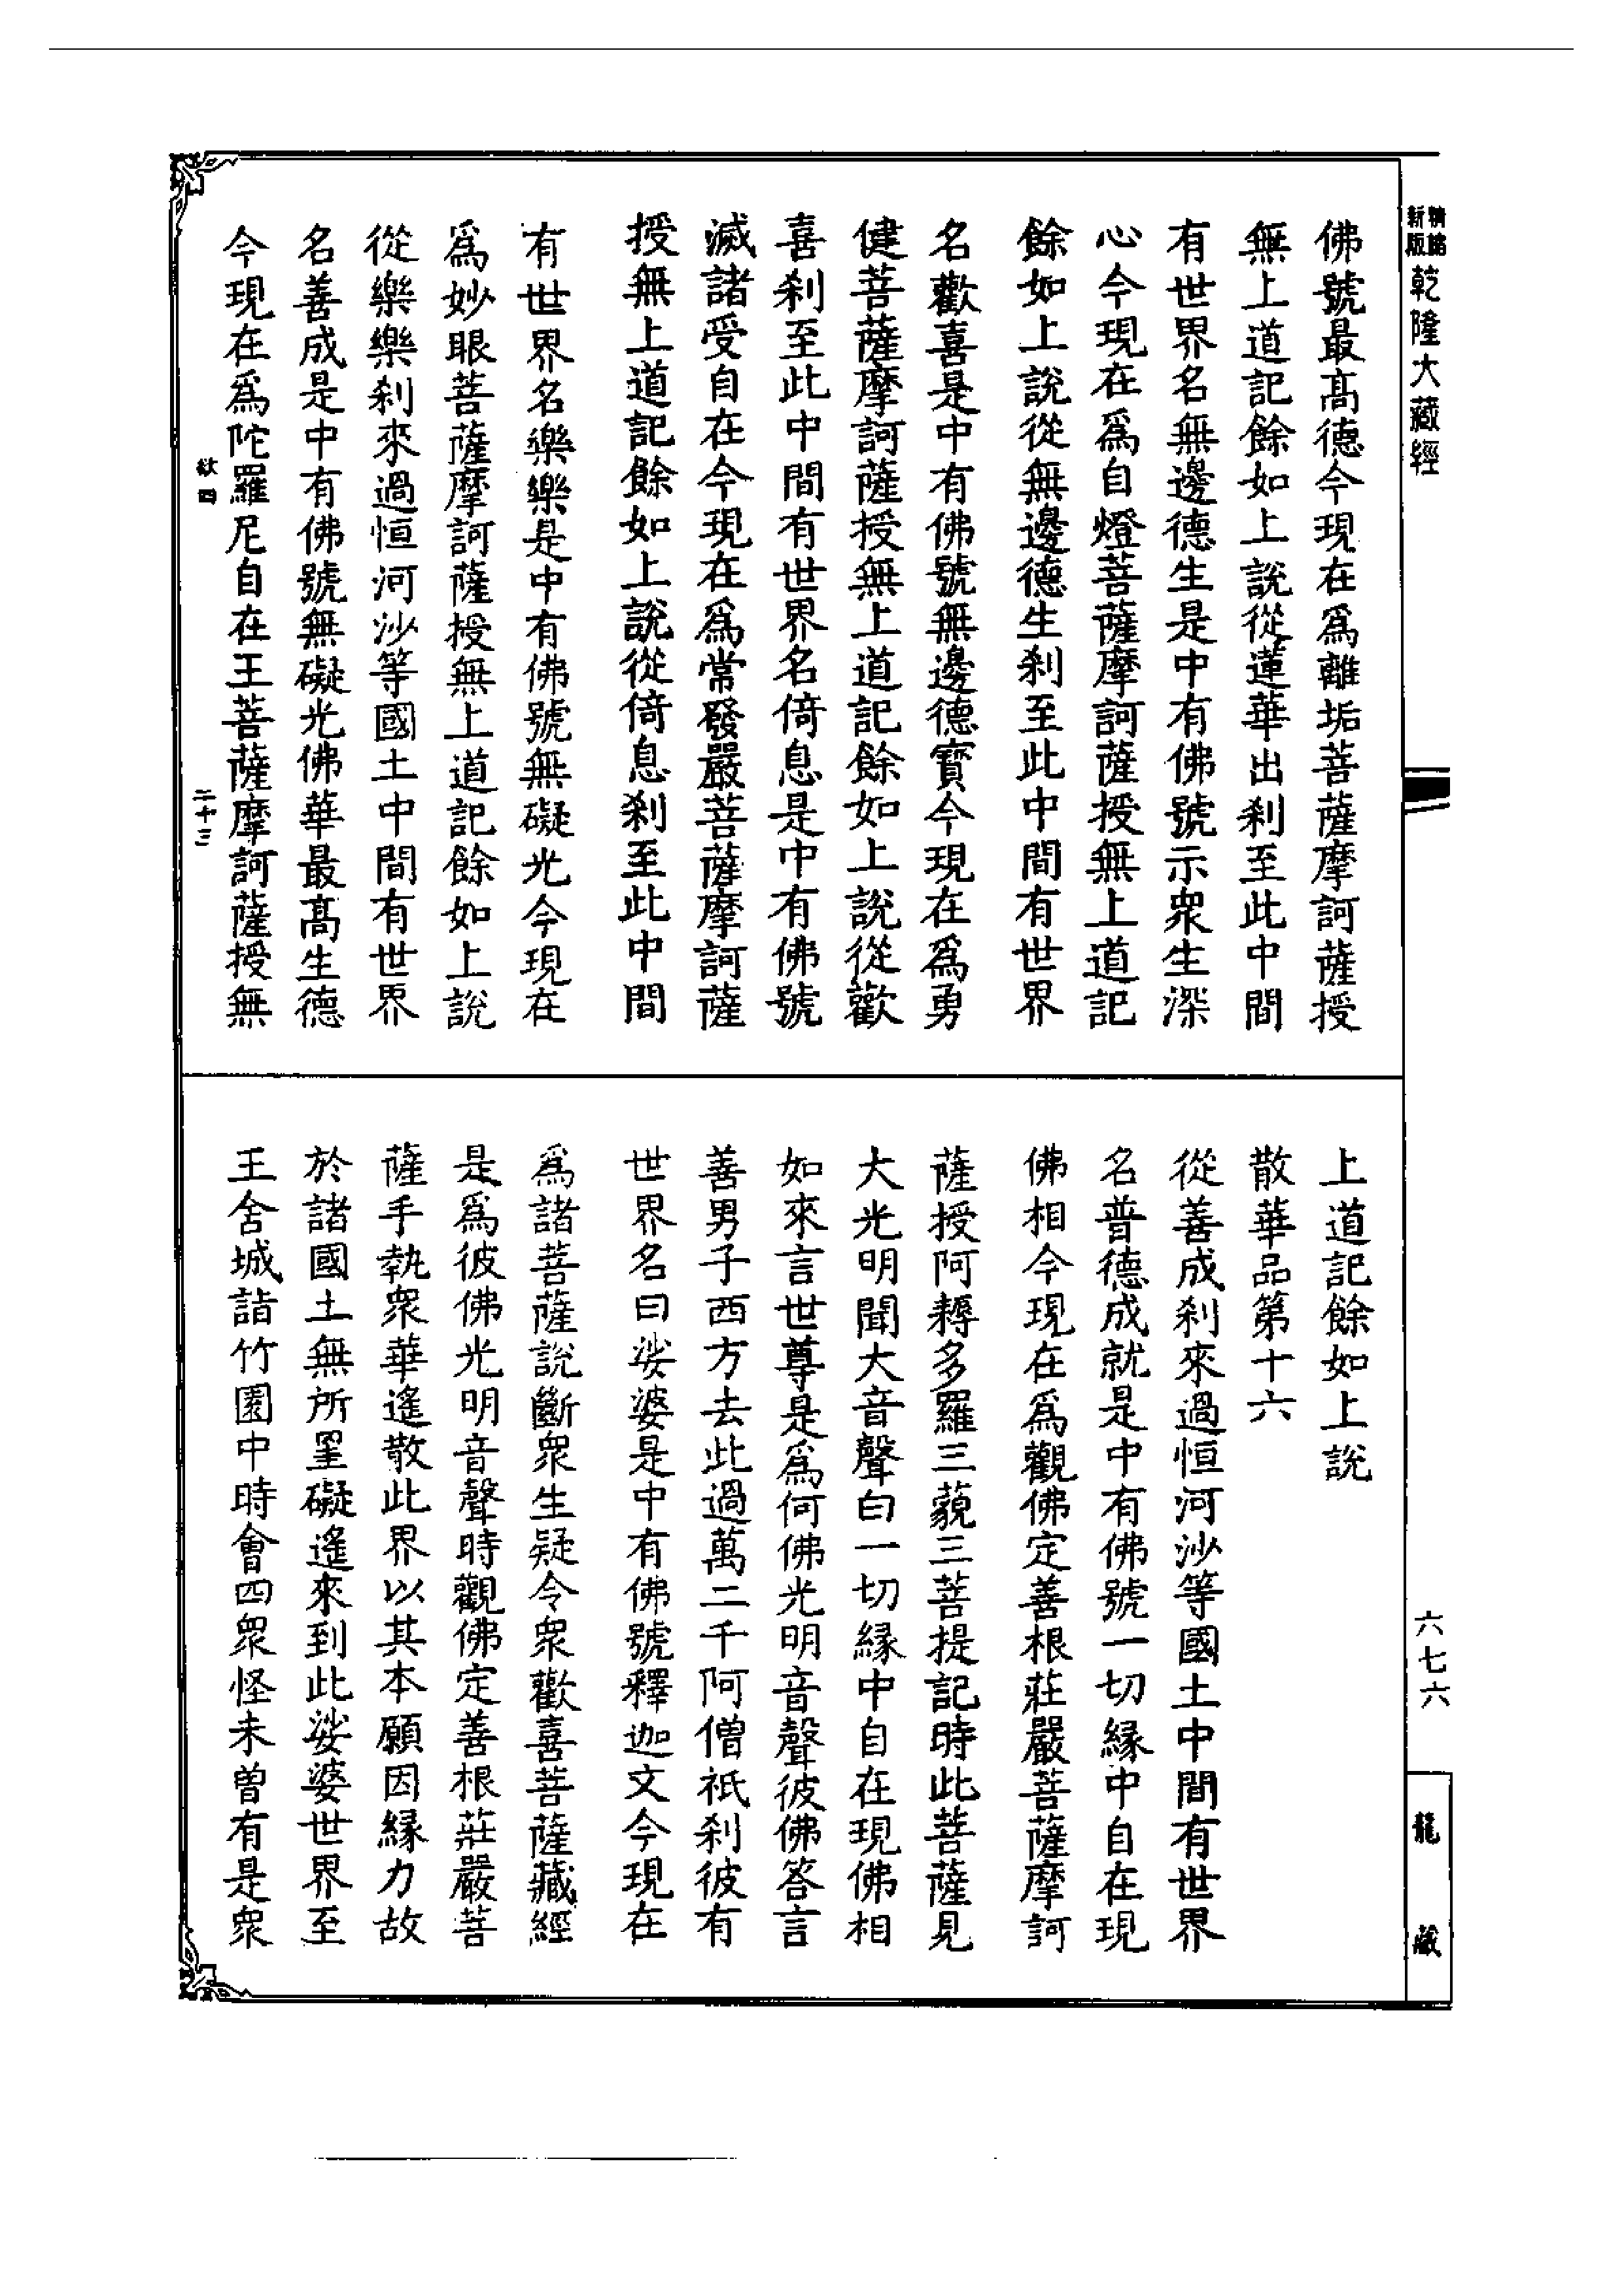 新版
精縮
乾隆大藏經
佛號最高德今現在爲離垢菩薩摩訶薩授
無上道記餘如上說從蓮華出刹至此中間
有世界名無邊德生是中有佛號示衆生深
心今現在爲自燈菩薩摩訶薩授無上道記
餘如上說從無邊德生刹至此中間有世界
名歡喜是中有佛號無邊德寳今現在爲勇
健菩薩摩訶薩授無上道記餘如上說從歡
喜刹至此中間有世界名倚息是中有佛號
滅諸受自在今現在爲常發嚴菩薩摩訶薩
授無上道記餘如上說從倚息刹至此中間
有世界名樂樂是中有佛號無礙光今現在
爲妙眼菩薩摩訶薩授無上道記餘如上說
從樂樂刹來過恒河沙等國土中間有世界
名善成是中有佛號無礙光佛華最高生德
今現在爲陀羅尼自在王菩薩摩訶薩授無
欲四
二十三
上道記餘如上說
散華品第十六
從善成刹來過恒河沙等國土中間有世界
名普德成就是中有佛號一切緣中自在現
佛相今現在爲觀佛定善根莊嚴菩薩摩訶
薩授阿耨多羅三藐三菩提記時此菩薩見
大光明聞大音聲白一切緣中自在現佛相
如來言世尊是爲何佛光明音聲彼佛答言
善男子西方去此過萬二千阿僧祇刹彼有
世界名曰娑婆是中有佛號釋迦文今現在
爲諸菩薩說斷衆生疑令衆歡喜菩薩藏經
是爲彼佛光明音聲時觀佛定善根莊嚴菩
薩手執衆華遙散此界以其本願因緣力故
於諸國土無所罣礙遙來到此娑婆世界至
王舍城詣竹園中時會四衆怪未曾有是衆
六七六
龍藏